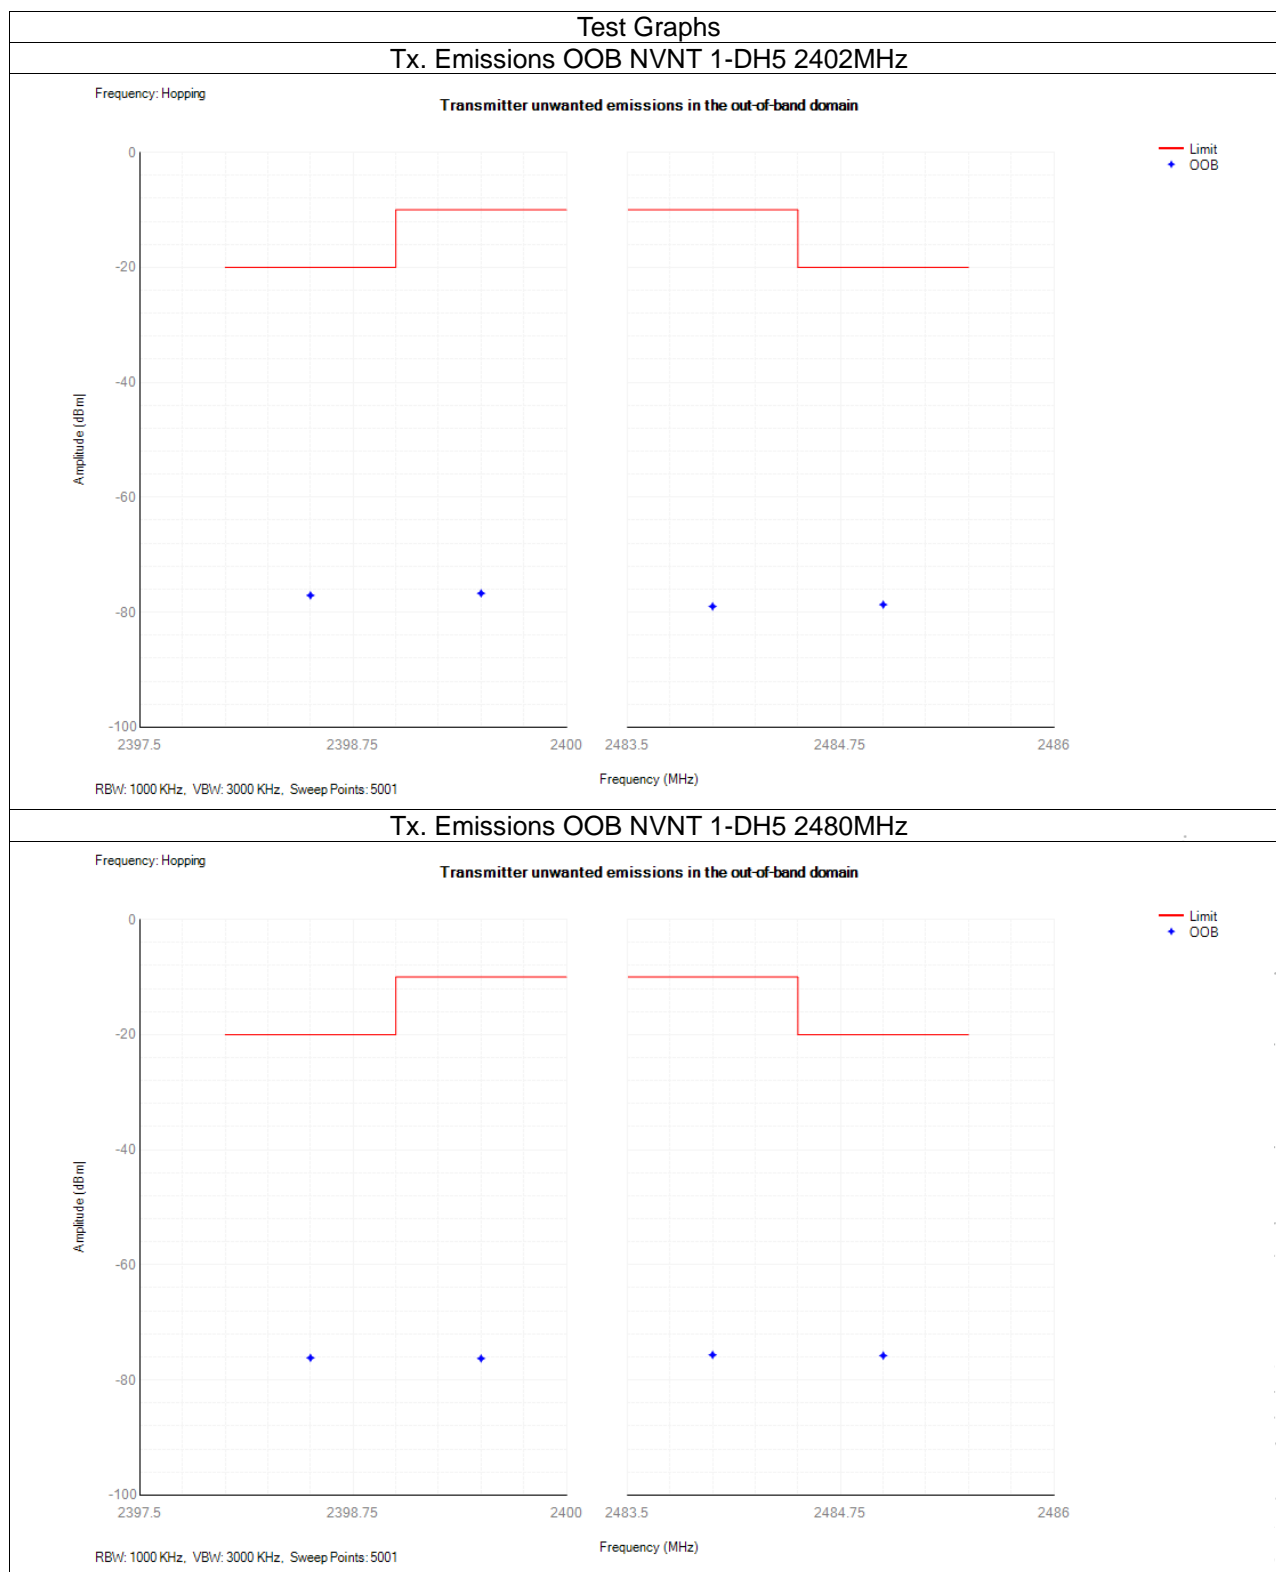 Test Graphs
Tx. Emissions OOB NVNT 1-DH5 2402MHz
Frequency: Hopping
Transmitter unwanted emissions in the out-of-band domain
Limit
OOB
0
-20
-40
-60
-80
-100
Amplitude (dBm)
2397.5 2398.75 2400 2483.5 2484.75 2486
Frequency (MHz)
RBW: 1000 KHz, VBW: 3000 KHz, Sweep Points: 5001
Tx. Emissions OOB NVNT 1-DH5 2480MHz
Frequency: Hopping
Transmitter unwanted emissions in the out-of-band domain
Limit
OOB
0
-20
-40
-60
-80
-100
Amplitude (dBm)
2397.5 2398.75 2400 2483.5 2484.75 2486
Frequency (MHz)
RBW: 1000 KHz, VBW: 3000 KHz, Sweep Points: 5001